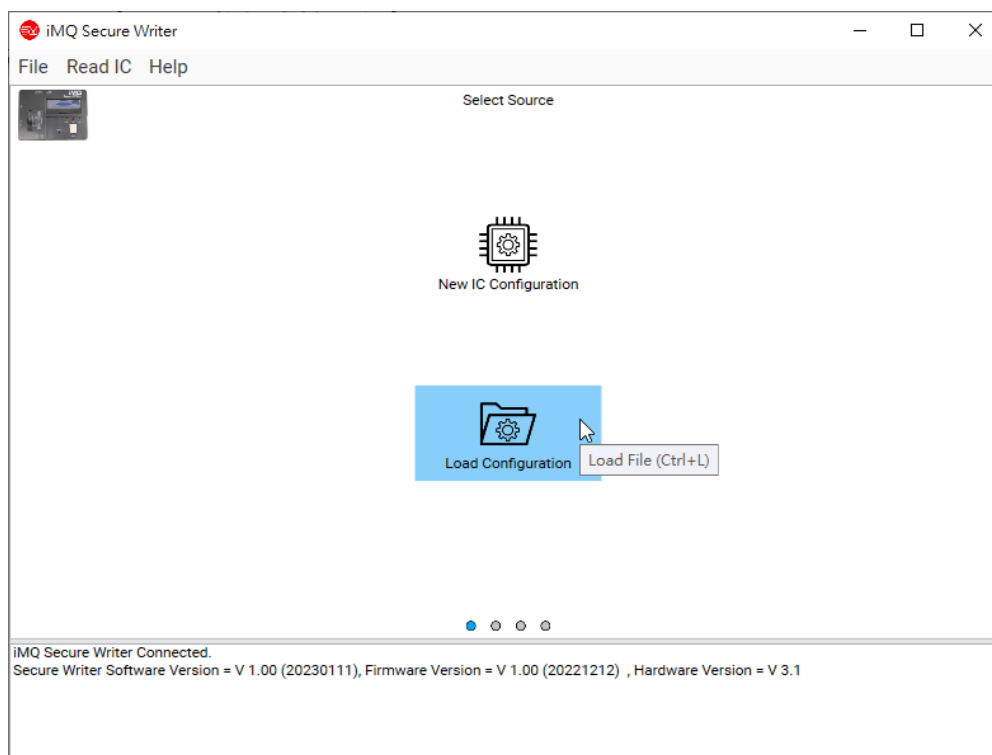 iMQ Secure Writer
File Read IC Help
Select Source
New IC Configuration
Load Configuration
Load File (Ctrl+L)
iMQ Secure Writer Connected.
Secure Writer Software Version = V 1.00 (20230111), Firmware Version = V 1.00 (20221212) , Hardware Version = V 3.1